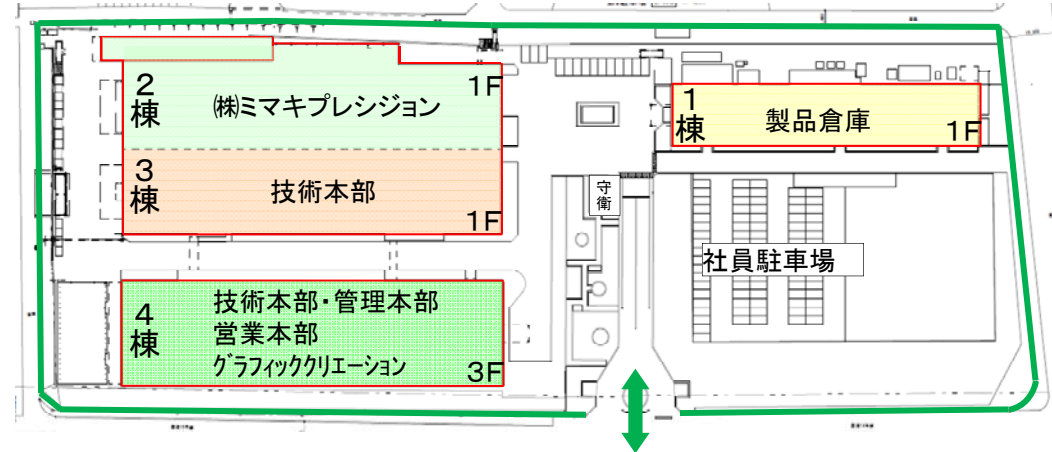 2
棟
㈱ミマキプレシジョン
1F
3
棟
技術本部
1F
4
棟
技術本部・管理本部
営業本部
グラフィッククリエーション
3F
1
棟
製品倉庫
1F
守
衛
社員駐車場